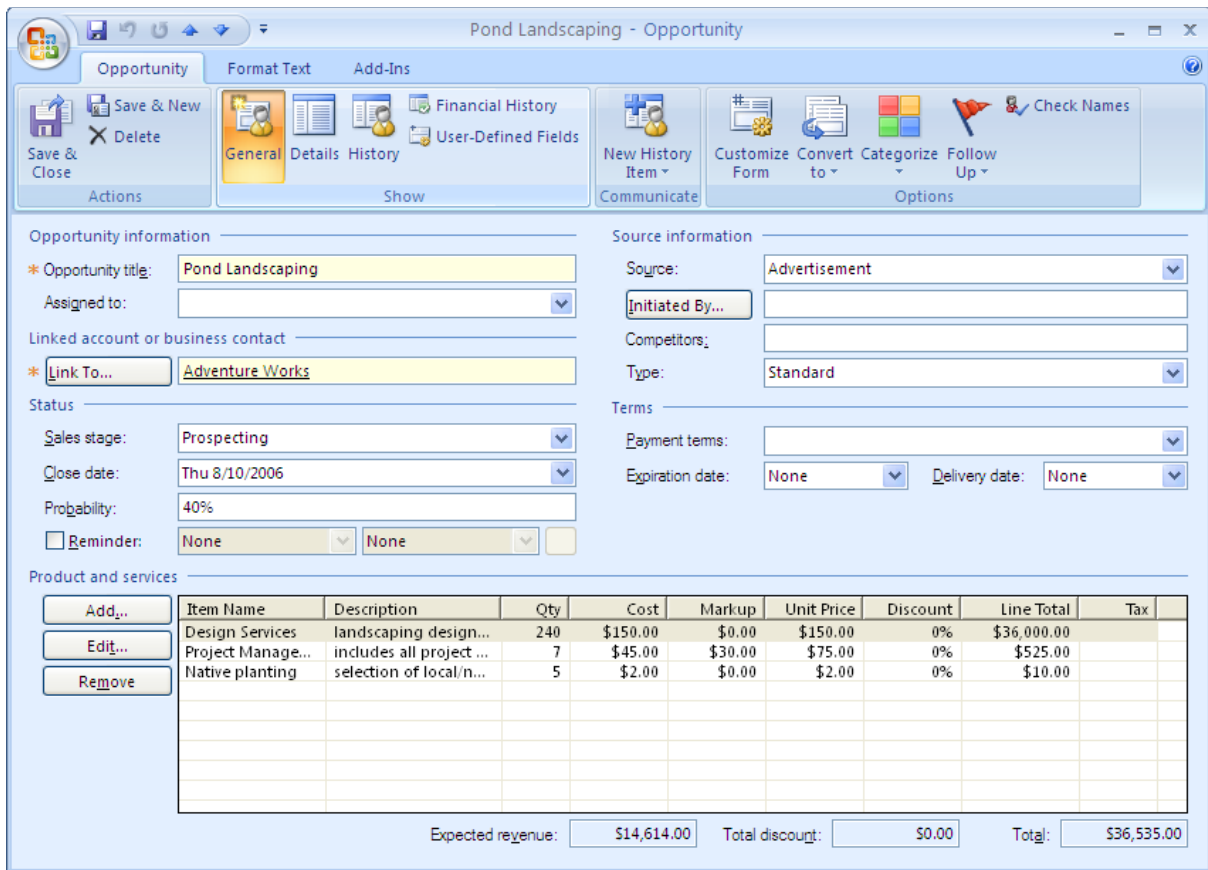 Pond Landscaping - Opportunity
Opportunity Format Text Add-Ins
Save & Close
Save & New
Delete
Actions
General Details History
Financial History
User-Defined Fields
Show
New History Item
Communicate
Customize Form
Convert to
Categorize
Follow Up
Check Names
Options
Opportunity information
* Opportunity title: Pond Landscaping
Assigned to:
Linked account or business contact
* Link To... Adventure Works
Status
Sales stage: Prospecting
Close date: Thu 8/10/2006
Probability: 40%
Reminder: None None
Source information
Source: Advertisement
Initiated By...
Competitors:
Type: Standard
Terms
Payment terms:
Expiration date: None Delivery date: None
Product and services
Add...
Edit...
Remove
Item Name Description Qty Cost Markup Unit Price Discount Line Total Tax
Design Services landscaping design... 240 $150.00 $0.00 $150.00 0% $36,000.00
Project Manage... includes all project ... 7 $45.00 $30.00 $75.00 0% $525.00
Native planting selection of local/n... 5 $2.00 $0.00 $2.00 0% $10.00
Expected revenue: $14,614.00 Total discount: $0.00 Total: $36,535.00